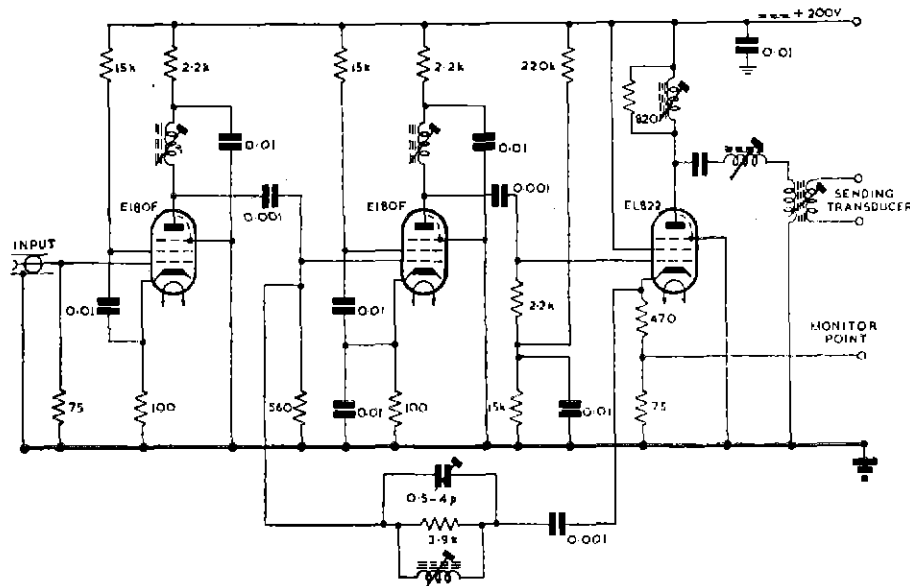 + 200V
15k
2.2k
15k
2.2k
220k
0.01
820
0.01
0.01
0.001
0.001
E180F
E180F
EL822
SENDING
TRANSDUCER
INPUT
0.01
0.01
2.2k
470
MONITOR
POINT
75
100
560
0.01
100
15k
0.01
75
0.5-4p
3.9k
0.001